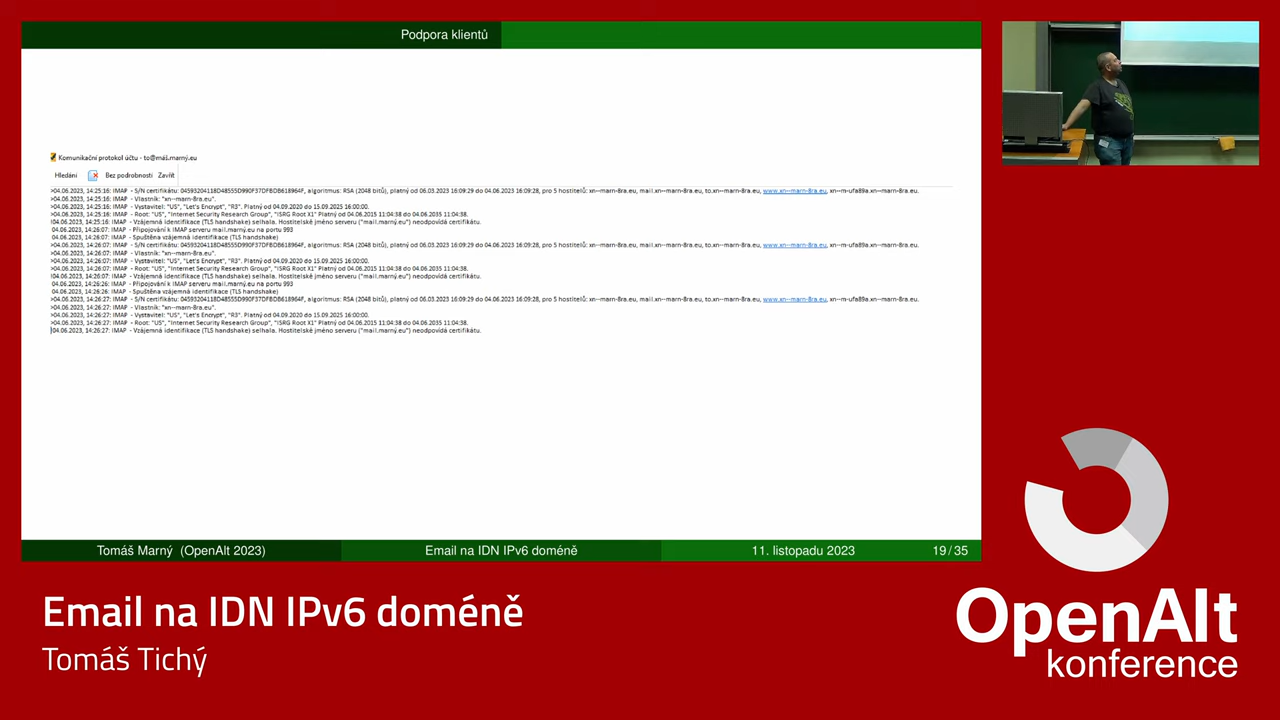 Podpora klientů
Komunikační protokol účtu - to@máš.marný.eu
Hledání Bez podrobností Zavřít
>04.06.2023, 14:25:16: IMAP - S/N certifikátu: 04593204118D48555D990F37DFBDB618964F, algoritmus: RSA (2048 bitů), platný od 06.03.2023 16:09:29 do 04.06.2023 16:09:28, pro 5 hostitelů: xn--marn-8ra.eu, mail.xn--marn-8ra.eu, to.xn--marn-8ra.eu, www.xn--marn-8ra.eu, xn--m-ufa89a.xn--marn-8ra.eu.
>04.06.2023, 14:25:16: IMAP - Vlastník: "xn--marn-8ra.eu".
>04.06.2023, 14:25:16: IMAP - Vystavitel: "US", "Let's Encrypt", "R3". Platný od 04.09.2020 do 15.09.2025 16:00:00.
>04.06.2023, 14:25:16: IMAP - Root: "US", "Internet Security Research Group", "ISRG Root X1" Platný od 04.06.2015 11:04:38 do 04.06.2035 11:04:38.
!04.06.2023, 14:25:16: IMAP - Vzájemná identifikace (TLS handshake) selhala. Hostitelské jméno serveru ("mail.marný.eu") neodpovídá certifikátu.
04.06.2023, 14:26:07: IMAP - Připojování k IMAP serveru mail.marný.eu na portu 993
04.06.2023, 14:26:07: IMAP - Spuštěna vzájemná identifikace (TLS handshake)
>04.06.2023, 14:26:07: IMAP - S/N certifikátu: 04593204118D48555D990F37DFBDB618964F, algoritmus: RSA (2048 bitů), platný od 06.03.2023 16:09:29 do 04.06.2023 16:09:28, pro 5 hostitelů: xn--marn-8ra.eu, mail.xn--marn-8ra.eu, to.xn--marn-8ra.eu, www.xn--marn-8ra.eu, xn--m-ufa89a.xn--marn-8ra.eu.
>04.06.2023, 14:26:07: IMAP - Vlastník: "xn--marn-8ra.eu".
>04.06.2023, 14:26:07: IMAP - Vystavitel: "US", "Let's Encrypt", "R3". Platný od 04.09.2020 do 15.09.2025 16:00:00.
>04.06.2023, 14:26:07: IMAP - Root: "US", "Internet Security Research Group", "ISRG Root X1" Platný od 04.06.2015 11:04:38 do 04.06.2035 11:04:38.
!04.06.2023, 14:26:07: IMAP - Vzájemná identifikace (TLS handshake) selhala. Hostitelské jméno serveru ("mail.marný.eu") neodpovídá certifikátu.
04.06.2023, 14:26:26: IMAP - Připojování k IMAP serveru mail.marný.eu na portu 993
04.06.2023, 14:26:26: IMAP - Spuštěna vzájemná identifikace (TLS handshake)
>04.06.2023, 14:26:27: IMAP - S/N certifikátu: 04593204118D48555D990F37DFBDB618964F, algoritmus: RSA (2048 bitů), platný od 06.03.2023 16:09:29 do 04.06.2023 16:09:28, pro 5 hostitelů: xn--marn-8ra.eu, mail.xn--marn-8ra.eu, to.xn--marn-8ra.eu, www.xn--marn-8ra.eu, xn--m-ufa89a.xn--marn-8ra.eu.
>04.06.2023, 14:26:27: IMAP - Vlastník: "xn--marn-8ra.eu".
>04.06.2023, 14:26:27: IMAP - Vystavitel: "US", "Let's Encrypt", "R3". Platný od 04.09.2020 do 15.09.2025 16:00:00.
>04.06.2023, 14:26:27: IMAP - Root: "US", "Internet Security Research Group", "ISRG Root X1" Platný od 04.06.2015 11:04:38 do 04.06.2035 11:04:38.
!04.06.2023, 14:26:27: IMAP - Vzájemná identifikace (TLS handshake) selhala. Hostitelské jméno serveru ("mail.marný.eu") neodpovídá certifikátu.
Tomáš Marný (OpenAlt 2023) Email na IDN IPv6 doméně 11. listopadu 2023 19 / 35
Email na IDN IPv6 doméně
Tomáš Tichý
OpenAlt
konference